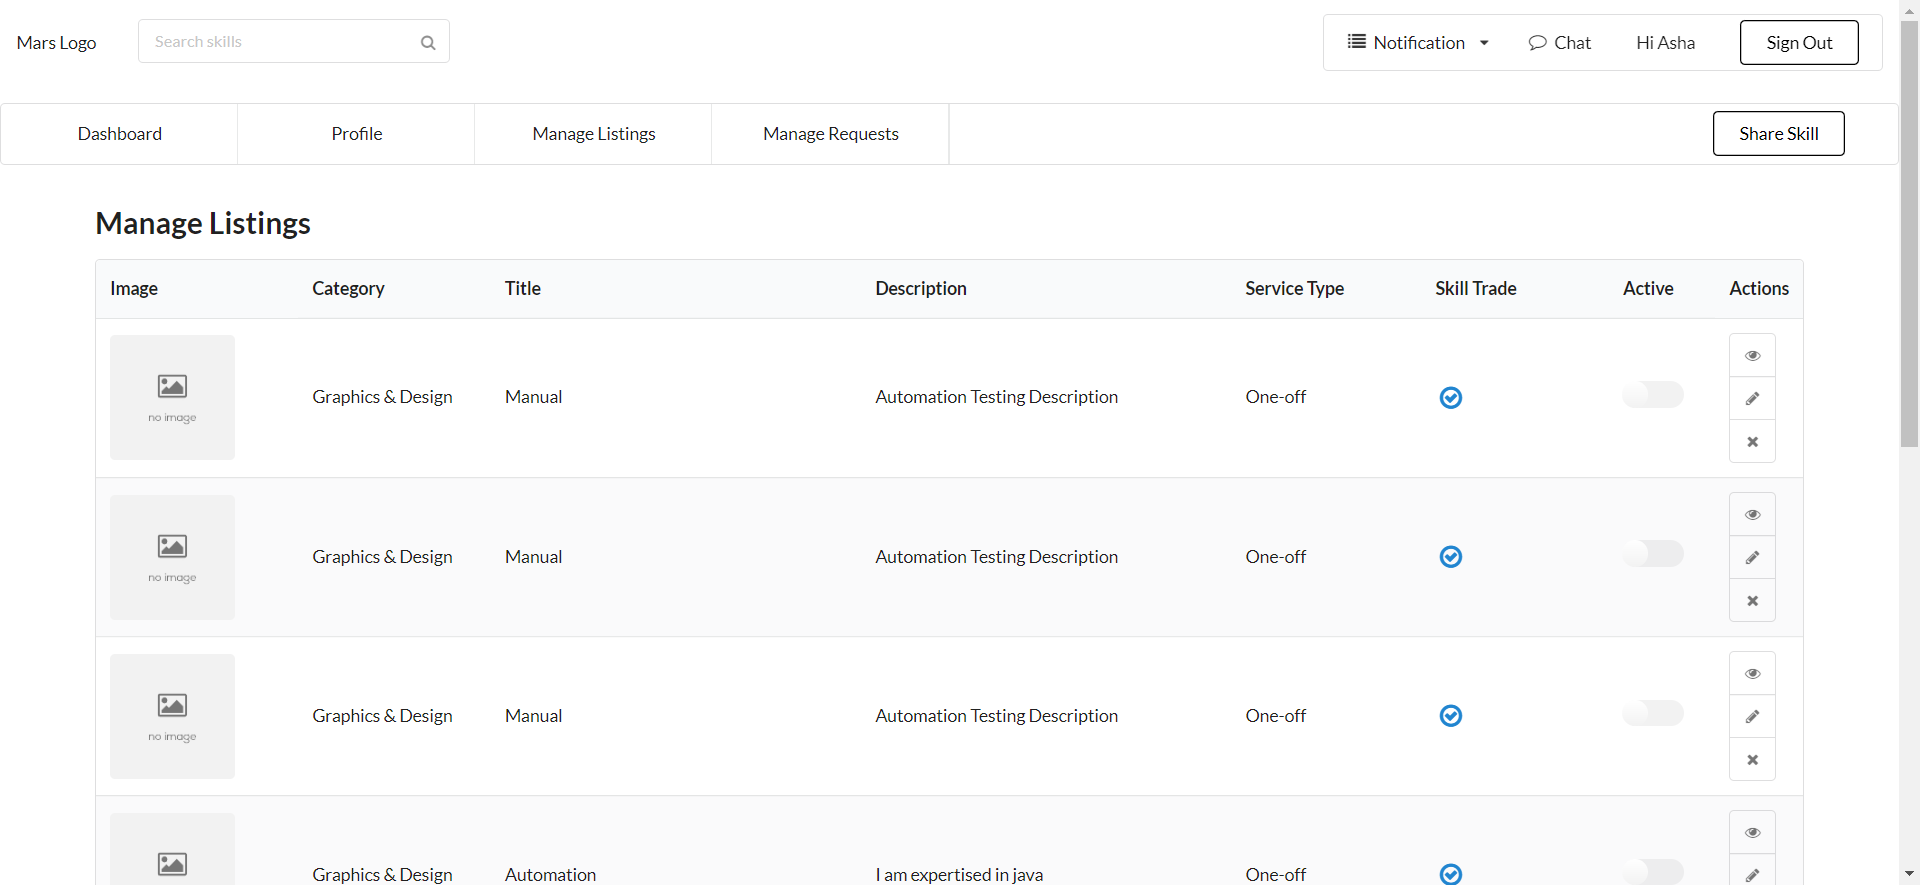 Mars Logo Search skills Notification Chat Hi Asha Sign Out
Dashboard Profile Manage Listings Manage Requests Share Skill
Manage Listings
Image Category Title Description Service Type Skill Trade Active Actions
no image Graphics & Design Manual Automation Testing Description One-off
no image Graphics & Design Manual Automation Testing Description One-off
no image Graphics & Design Manual Automation Testing Description One-off
Graphics & Design Automation I am expertised in java One-off